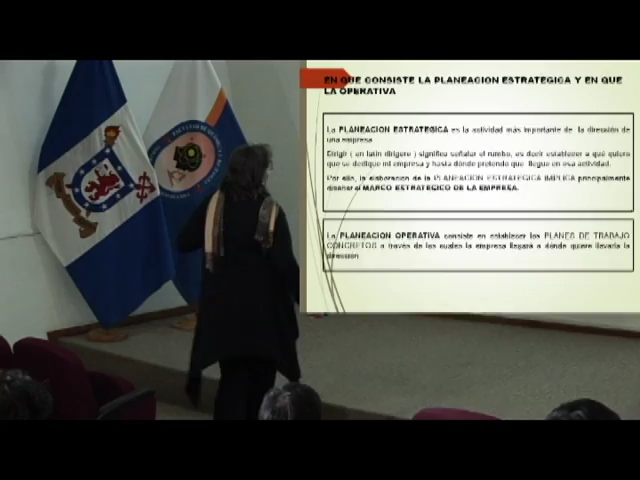 EN QUE CONSISTE LA PLANEACION ESTRATEGICA Y EN QUE
LA OPERATIVA
La PLANEACION ESTRATEGICA es la actividad más importante de la dirección de
una empresa
Dirigir ( en latín dirigere ) significa señalar el rumbo, es decir establecer a qué quiero
que se dedique mi empresa y hasta dónde pretendo que llegue en esa actividad.
Por ello, la elaboración de la PLANEACION ESTRATEGICA IMPLICA principalmente
diseñar el MARCO ESTRATEGICO DE LA EMPRESA.
La PLANEACION OPERATIVA consiste en establecer los PLANES DE TRABAJO
CONCRETOS a través de los cuales la empresa llegará a dónde quiere llevarla la
dirección